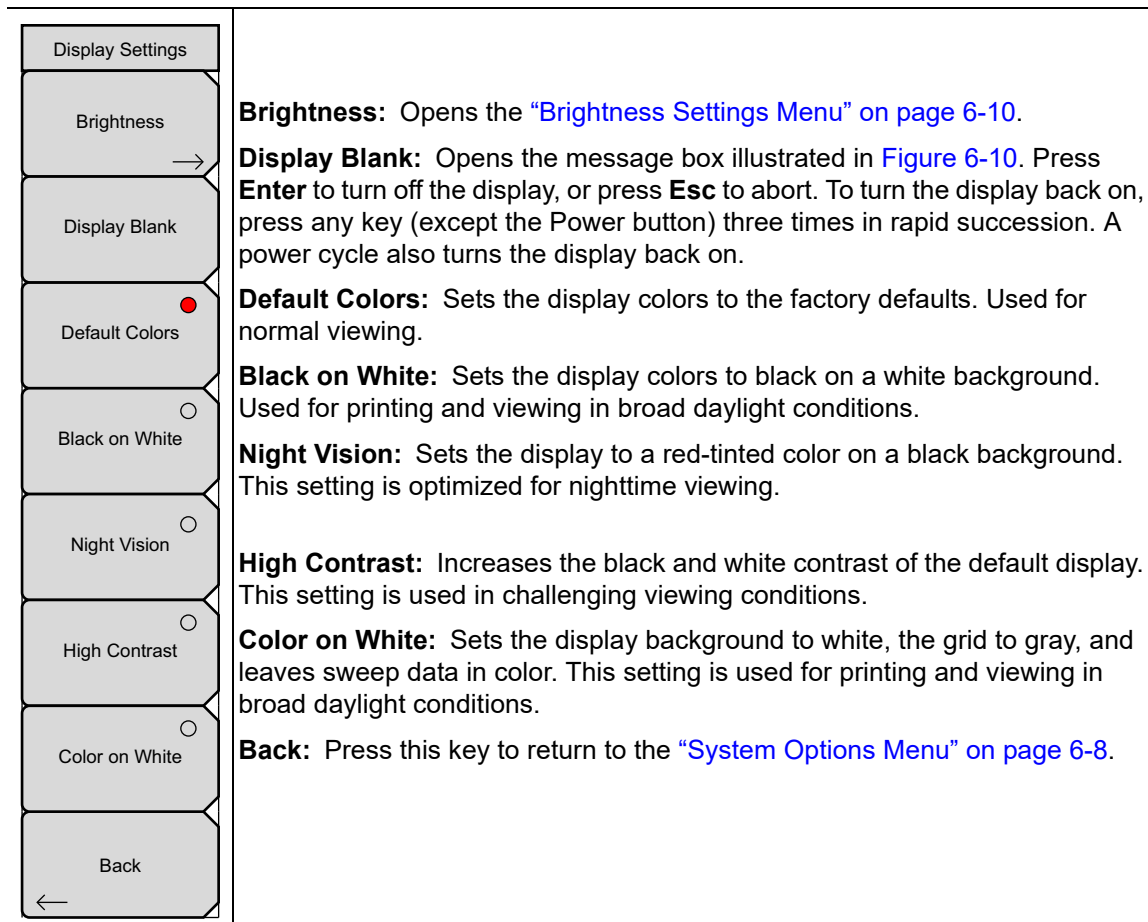 Display Settings
Brightness
Display Blank
Default Colors
Black on White
Night Vision
High Contrast
Color on White
Back
Brightness: Opens the “Brightness Settings Menu” on page 6-10.
Display Blank: Opens the message box illustrated in Figure 6-10. Press
Enter to turn off the display, or press Esc to abort. To turn the display back on,
press any key (except the Power button) three times in rapid succession. A
power cycle also turns the display back on.
Default Colors: Sets the display colors to the factory defaults. Used for
normal viewing.
Black on White: Sets the display colors to black on a white background.
Used for printing and viewing in broad daylight conditions.
Night Vision: Sets the display to a red-tinted color on a black background.
This setting is optimized for nighttime viewing.
High Contrast: Increases the black and white contrast of the default display.
This setting is used in challenging viewing conditions.
Color on White: Sets the display background to white, the grid to gray, and
leaves sweep data in color. This setting is used for printing and viewing in
broad daylight conditions.
Back: Press this key to return to the “System Options Menu” on page 6-8.